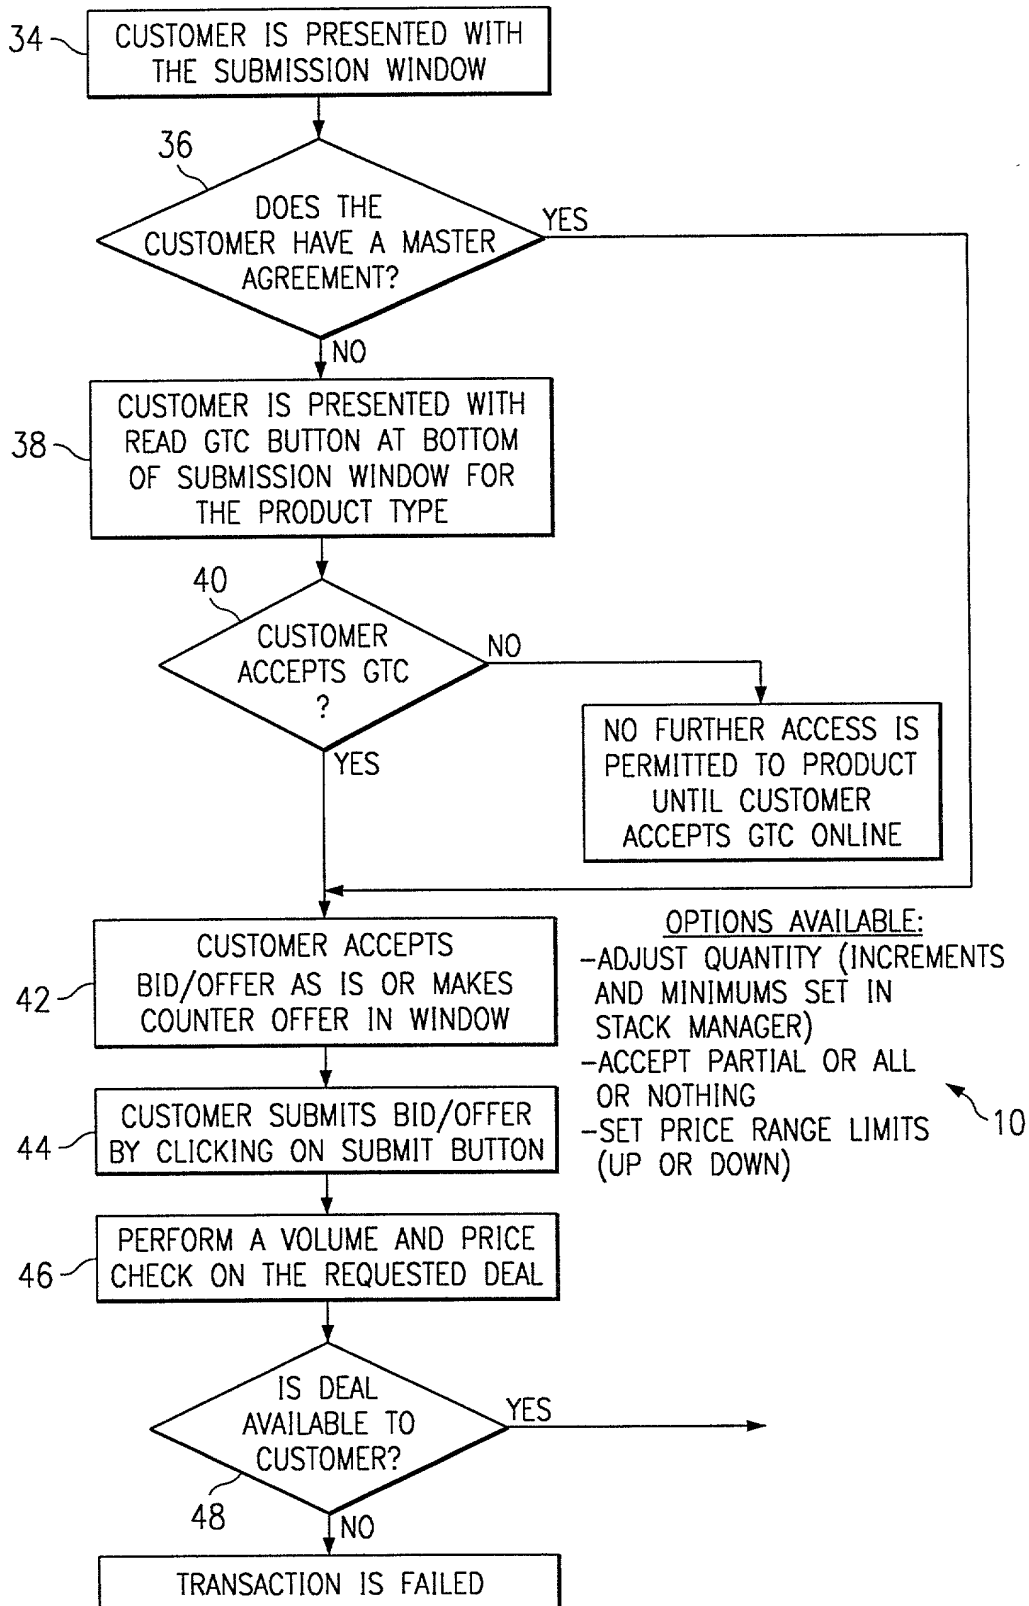 34
CUSTOMER IS PRESENTED WITH
THE SUBMISSION WINDOW
36
DOES THE
CUSTOMER HAVE A MASTER
AGREEMENT?
YES
NO
38
CUSTOMER IS PRESENTED WITH
READ GTC BUTTON AT BOTTOM
OF SUBMISSION WINDOW FOR
THE PRODUCT TYPE
40
CUSTOMER
ACCEPTS GTC
?
NO
YES
NO FURTHER ACCESS IS
PERMITTED TO PRODUCT
UNTIL CUSTOMER
ACCEPTS GTC ONLINE
42
CUSTOMER ACCEPTS
BID/OFFER AS IS OR MAKES
COUNTER OFFER IN WINDOW
OPTIONS AVAILABLE:
-ADJUST QUANTITY (INCREMENTS
AND MINIMUMS SET IN
STACK MANAGER)
-ACCEPT PARTIAL OR ALL
OR NOTHING
-SET PRICE RANGE LIMITS
(UP OR DOWN)
10
44
CUSTOMER SUBMITS BID/OFFER
BY CLICKING ON SUBMIT BUTTON
46
PERFORM A VOLUME AND PRICE
CHECK ON THE REQUESTED DEAL
IS DEAL
AVAILABLE TO
CUSTOMER?
YES
48
NO
TRANSACTION IS FAILED